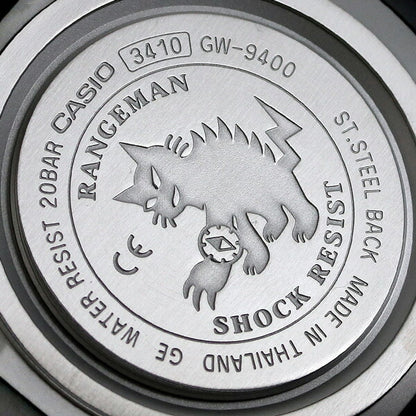 CASIO 3410 GW-9400
ST.STEEL BACK MADE IN THAILAND GE WATER RESIST 20BAR
RANGEMAN
SHOCK RESIST
CE